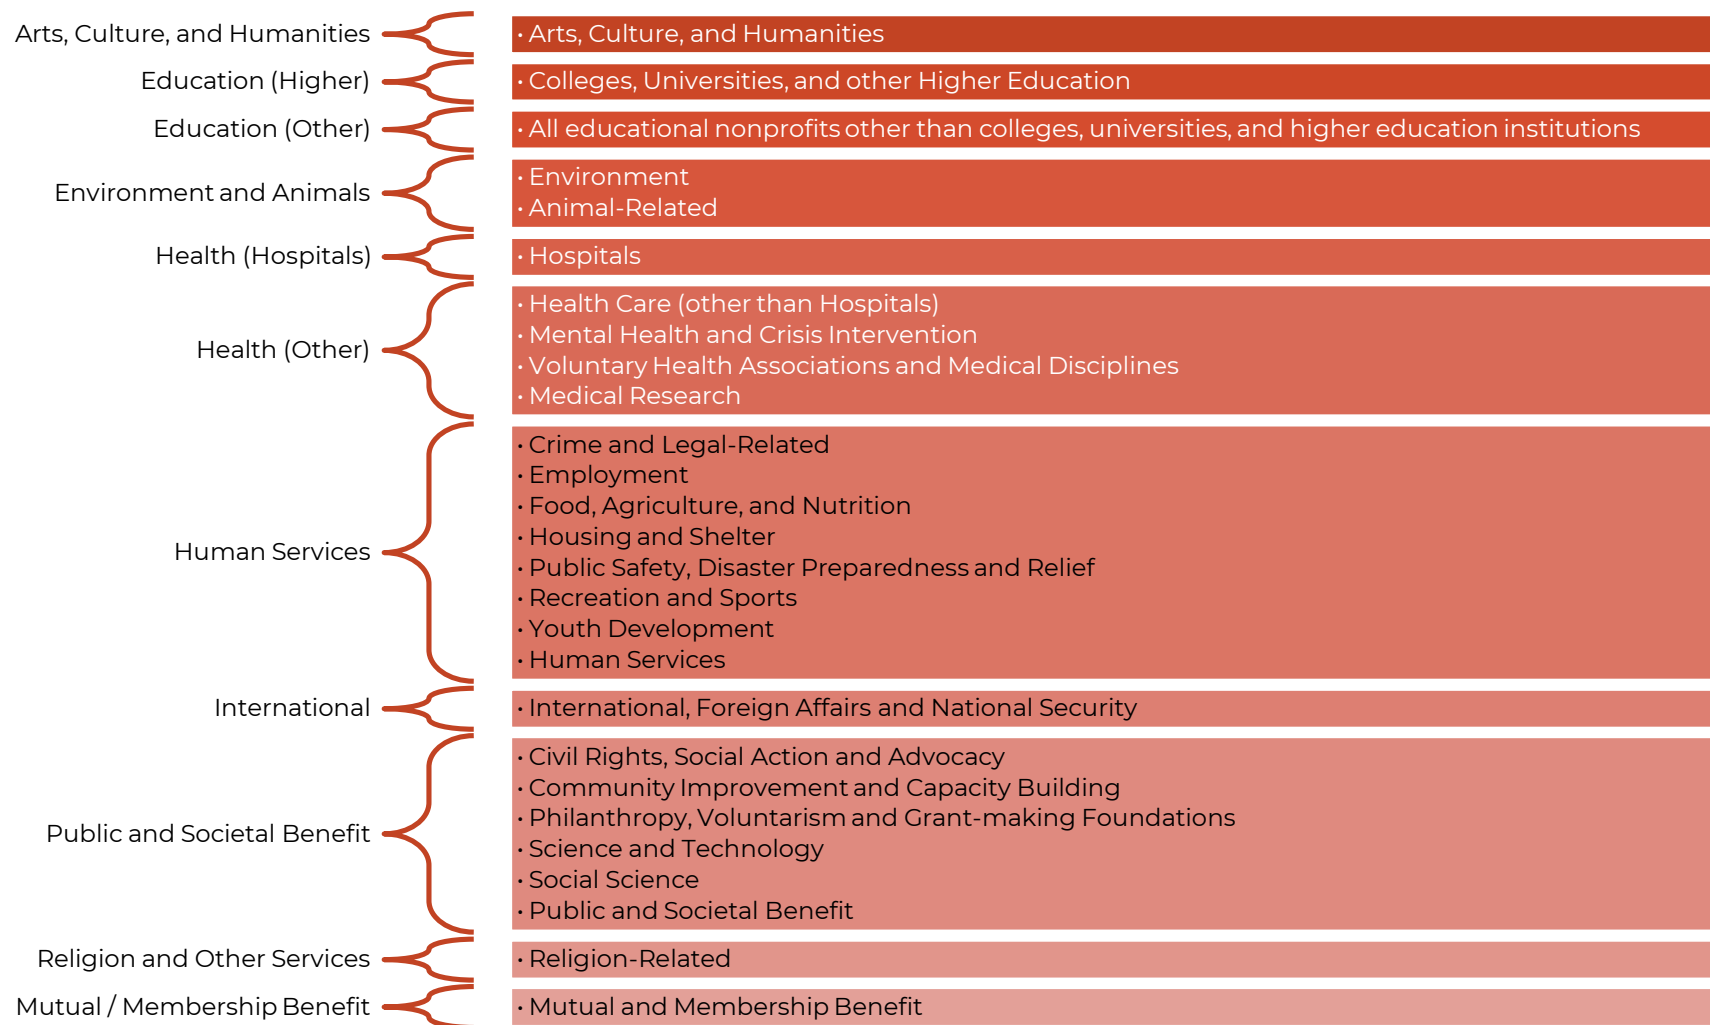 Arts, Culture, and Humanities
• Arts, Culture, and Humanities
Education (Higher)
• Colleges, Universities, and other Higher Education
Education (Other)
• All educational nonprofits other than colleges, universities, and higher education institutions
Environment and Animals
• Environment
• Animal-Related
Health (Hospitals)
• Hospitals
Health (Other)
• Health Care (other than Hospitals)
• Mental Health and Crisis Intervention
• Voluntary Health Associations and Medical Disciplines
• Medical Research
Human Services
• Crime and Legal-Related
• Employment
• Food, Agriculture, and Nutrition
• Housing and Shelter
• Public Safety, Disaster Preparedness and Relief
• Recreation and Sports
• Youth Development
• Human Services
International
• International, Foreign Affairs and National Security
Public and Societal Benefit
• Civil Rights, Social Action and Advocacy
• Community Improvement and Capacity Building
• Philanthropy, Voluntarism and Grant-making Foundations
• Science and Technology
• Social Science
• Public and Societal Benefit
Religion and Other Services
• Religion-Related
Mutual / Membership Benefit
• Mutual and Membership Benefit